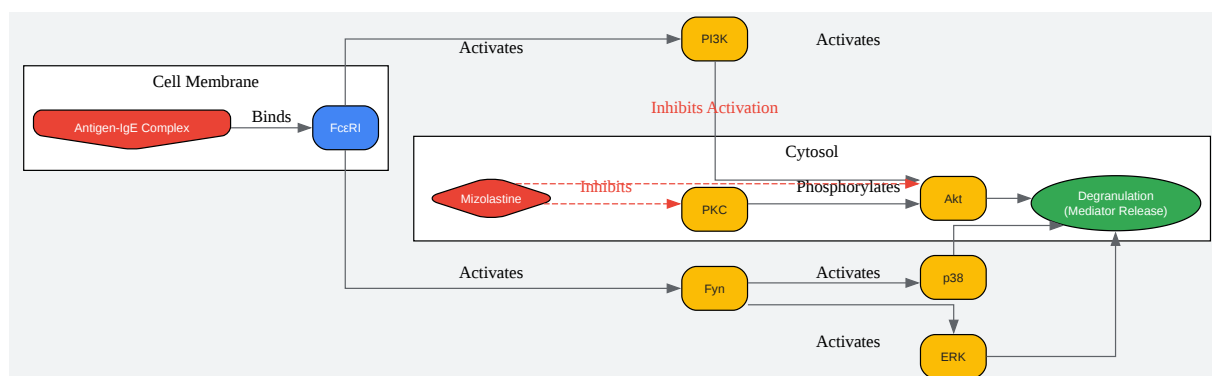 PI3K
Activates
Activates
Cell Membrane
Antigen-IgE Complex
Binds
FcεRI
Inhibits Activation
Cytosol
Mizolastine
Inhibits
PKC
Phosphorylates
Akt
Degranulation
(Mediator Release)
Activates
Fyn
Activates
p38
Activates
ERK